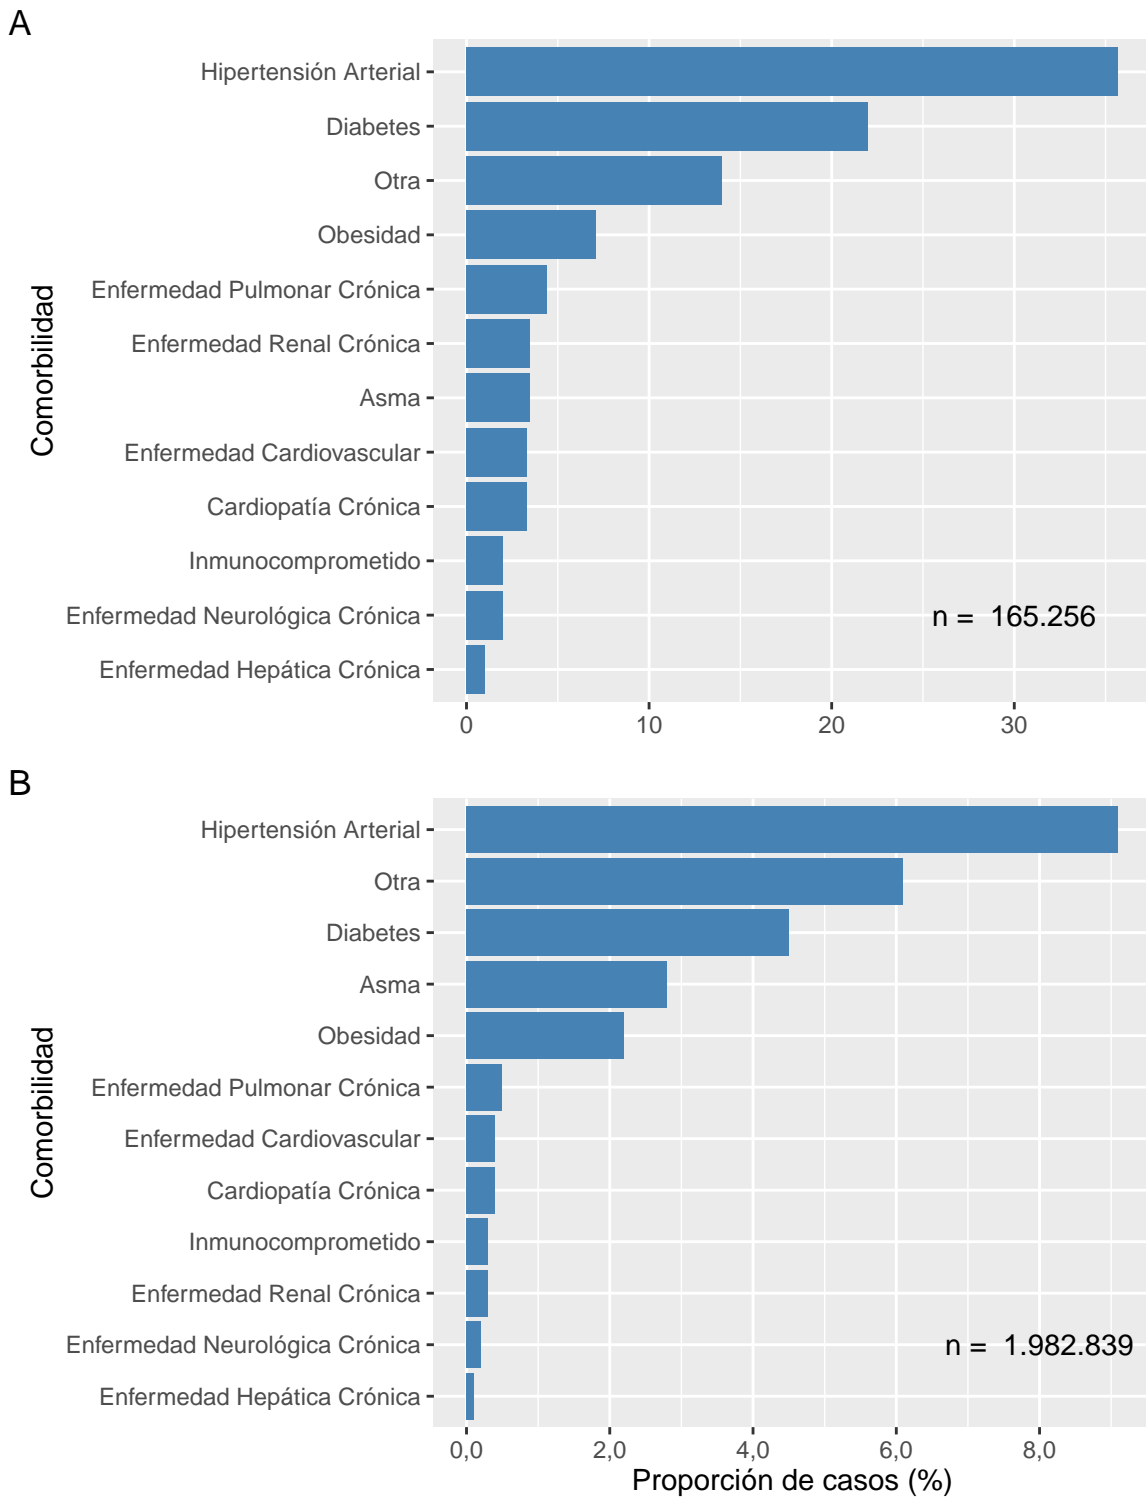 A
Hipertensión Arterial
Diabetes
Otra
Obesidad
Enfermedad Pulmonar Crónica
Enfermedad Renal Crónica
Asma
Enfermedad Cardiovascular
Cardiopatía Crónica
Inmunocomprometido
Enfermedad Neurológica Crónica
Enfermedad Hepática Crónica
Comorbilidad
n = 165.256
0 10 20 30
B
Hipertensión Arterial
Otra
Diabetes
Asma
Obesidad
Enfermedad Pulmonar Crónica
Enfermedad Cardiovascular
Cardiopatía Crónica
Inmunocomprometido
Enfermedad Renal Crónica
Enfermedad Neurológica Crónica
Enfermedad Hepática Crónica
Comorbilidad
n = 1.982.839
0,0 2,0 4,0 6,0 8,0
Proporción de casos (%)